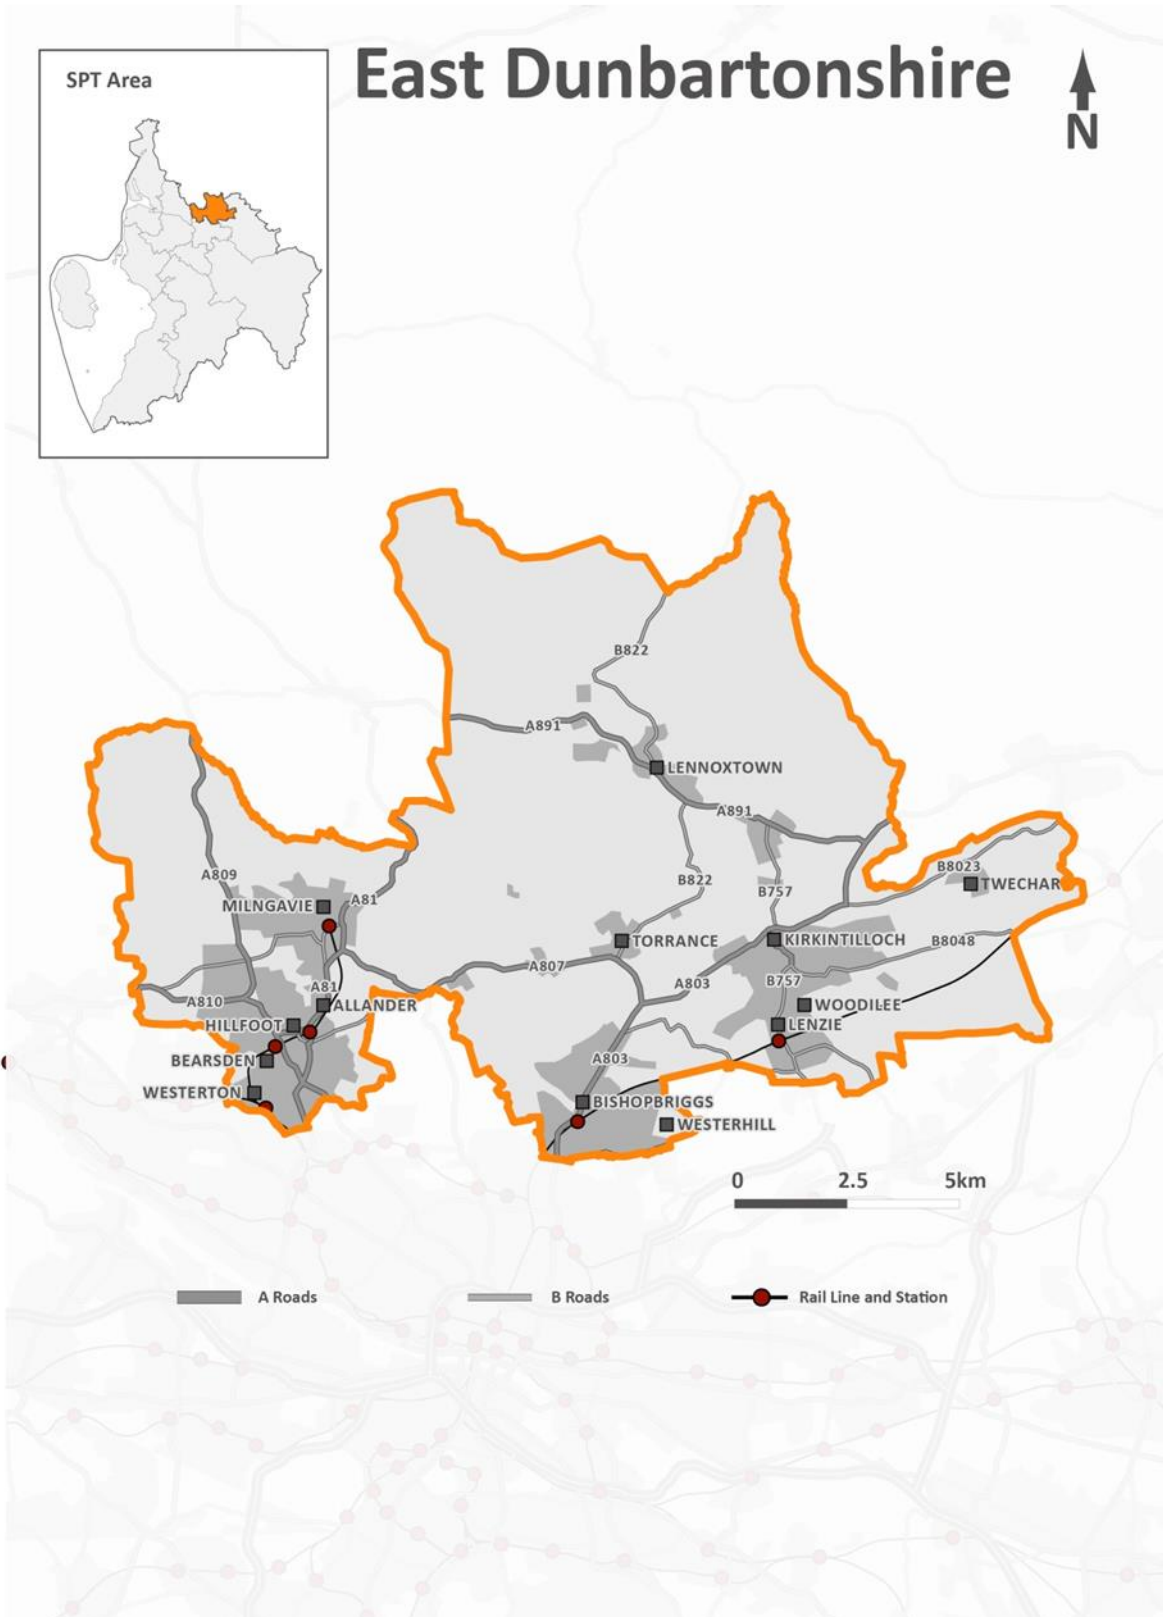 East Dunbartonshire
SPT Area
N
B822
A891
LENNOXTOWN
A891
A809
B8023
B822
B757
TWECHAR
MILNGAVIE
A81
TORRANCE
KIRKINTILLOCH
B8048
A807
A803
B757
A81
A810
ALLANDER
WOODILEE
HILLFOOT
LENZIE
BEARSDEN
A803
WESTERTON
BISHOPBRIGGS
WESTERHILL
0 2.5 5km
A Roads
B Roads
Rail Line and Station